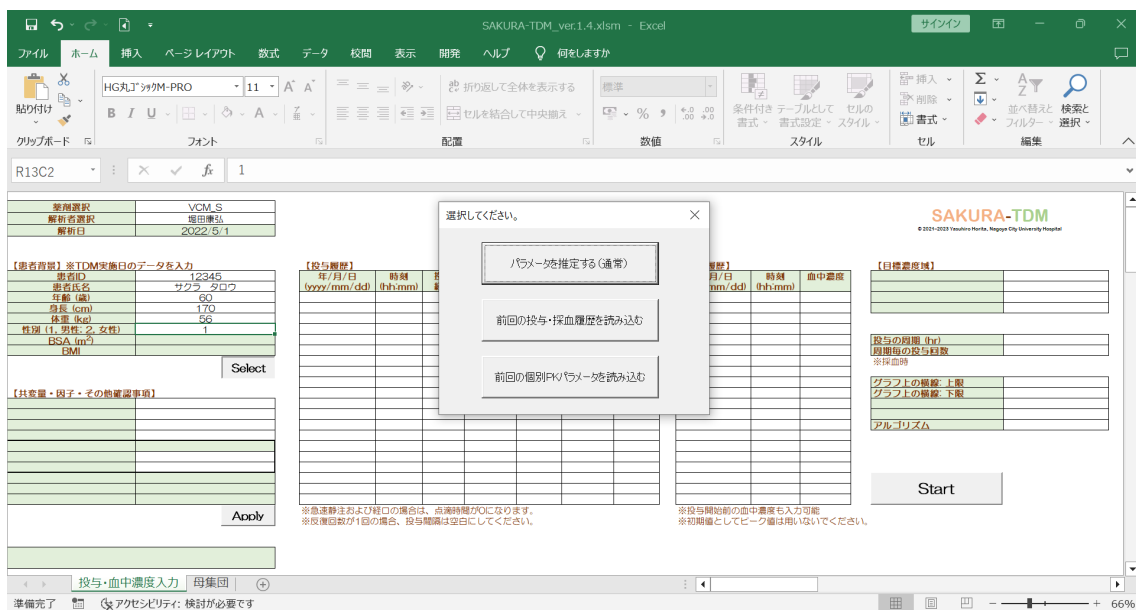 SAKURA-TDM_ver.1.4.xlsm - Excel
サインイン
ファイル ホーム 挿入 ページ レイアウト 数式 データ 校閲 表示 開発 ヘルプ 何をしますか
貼り付け
HG丸ゴシックM-PRO 11
折り返して全体を表示する
標準
B I U
セルを結合して中央揃え
条件付き書式
テーブルとして書式設定
セルのスタイル
挿入
削除
書式
並べ替えとフィルター
検索と選択
クリップボード フォント 配置 数値 スタイル セル 編集
R13C2 fx 1
薬剤選択 VCM_S
解析者選択 堀田康弘
解析日 2022/5/1
【患者背景】※TDM実施日のデータを入力
患者ID 12345
患者氏名 サクラ タロウ
年齢 (歳) 60
身長 (cm) 170
体重 (kg) 56
性別 (1, 男性; 2, 女性) 1
BSA (m2)
BMI
Select
【共変量・因子・その他確認事項】
Apply
【投与履歴】
年/月/日 (yyyy/mm/dd)
時刻 (hh:mm)
選択してください。
パラメータを推定する(通常)
前回の投与・採血履歴を読み込む
前回の個別PKパラメータを読み込む
時刻 (hh:mm)
血中濃度
※急速静注および経口の場合は、点滴時間が0になります。
※反復回数が1回の場合、投与間隔は空白にしてください。
※投与開始前の血中濃度も入力可能
※初期値としてピーク値は用いないでください。
SAKURA-TDM
© 2021-2023 Yasuhiro Horita, Nagoya City University Hospital
【目標濃度域】
投与の周期 (hr)
周期毎の投与回数
※採血時
グラフ上の横線: 上限
グラフ上の横線: 下限
アルゴリズム
Start
投与・血中濃度入力 母集団
準備完了 アクセシビリティ: 検討が必要です 66%